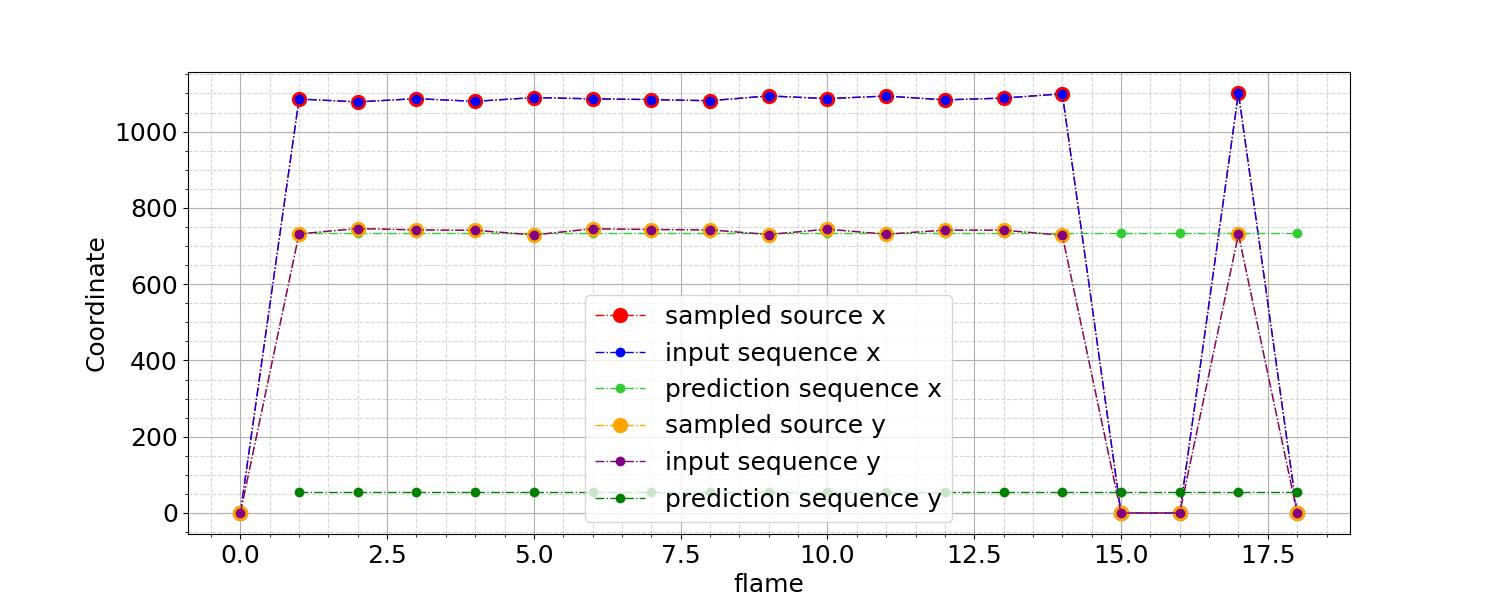 1000
800
600
400
200
0
Coordinate
sampled source x
input sequence x
prediction sequence x
sampled source y
input sequence y
prediction sequence y
0.0 2.5 5.0 7.5 10.0 12.5 15.0 17.5
flame